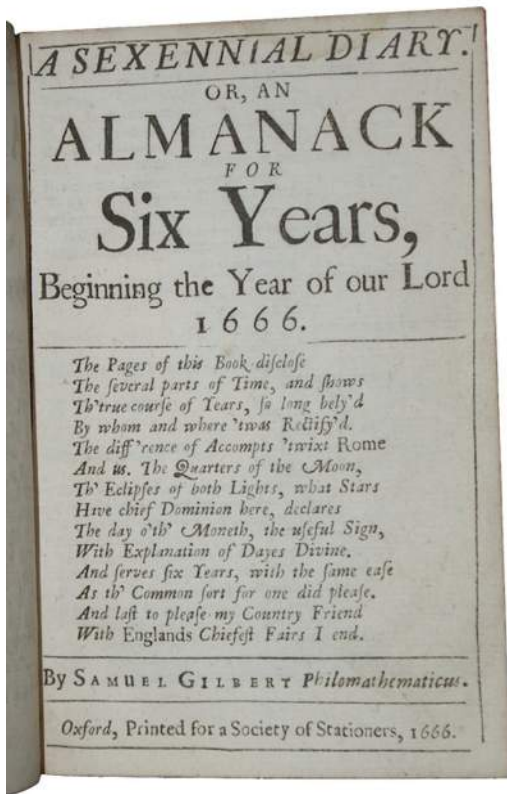 A SEXENNIAL DIARY!
OR, AN
ALMANACK
FOR
Six Years,
Beginning the Year of our Lord
1666.
The Pages of this Book diſcloſe
The ſeveral parts of Time, and ſhows
Th'true courſe of Years, ſo long bely'd
By whom and where 'twas Rectify'd.
The diff'rence of Accompts 'twixt Rome
And us. The Quarters of the Moon,
Th' Eclipſes of both Lights, what Stars
Have chief Dominion here, declares
The day o'th' Moneth, the uſeful Sign,
With Explanation of Dayes Divine.
And ſerves ſix Years, with the ſame eaſe
As th' Common ſort for one did pleaſe.
And laſt to pleaſe my Country Friend
With Englands Chiefeſt Fairs I end.
By SAMUEL GILBERT Philomathematicus.
Oxford, Printed for a Society of Stationers, 1666.